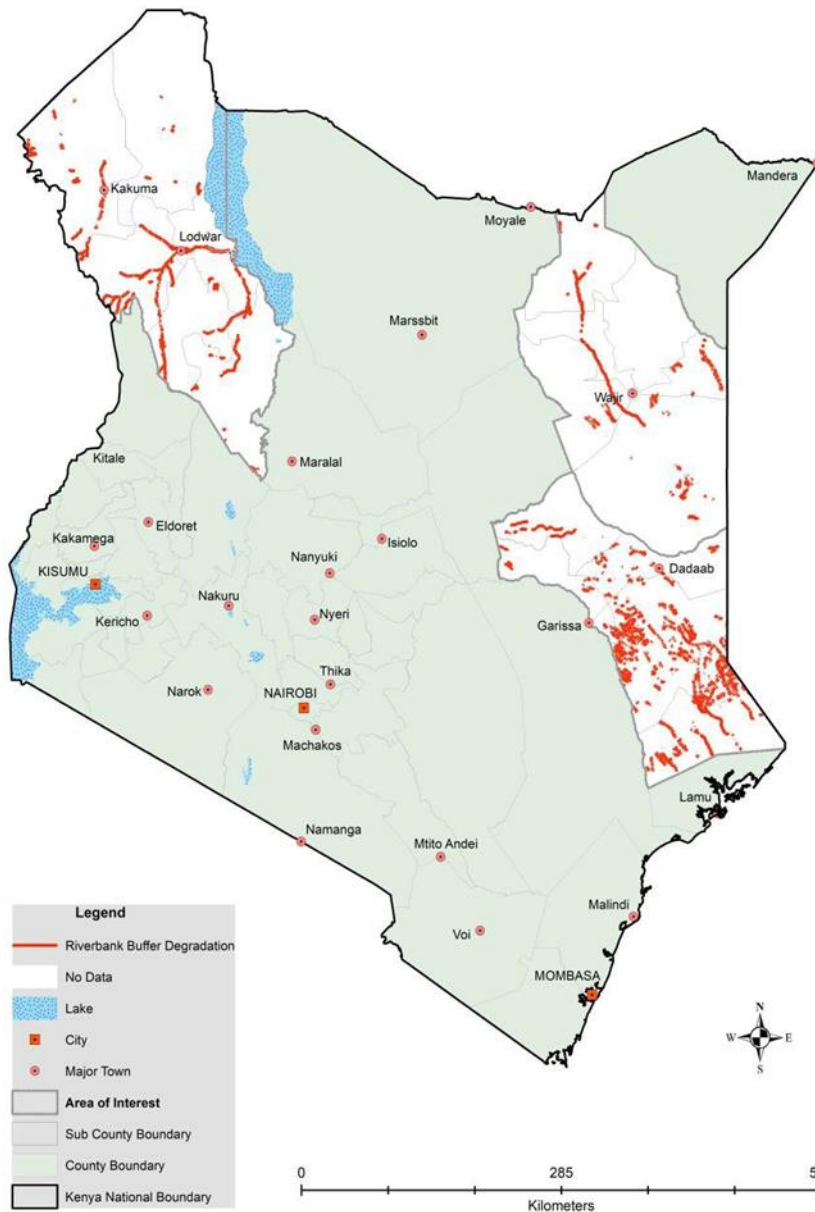 Mandera
Kakuma
Moyale
Lodwar
Marssbit
Wajir
Kitale
Maralal
Eldoret
Kakamega
Isiolo
KISUMU
Nanyuki
Dadaab
Nakuru
Kericho
Nyeri
Garissa
Thika
Narok
NAIROBI
Machakos
Lamu
Namanga
Mtito Andei
Malindi
Voi
MOMBASA
N
W E
S
Legend
Riverbank Buffer Degradation
No Data
Lake
City
Major Town
Area of Interest
Sub County Boundary
County Boundary
Kenya National Boundary
0 285 5
Kilometers